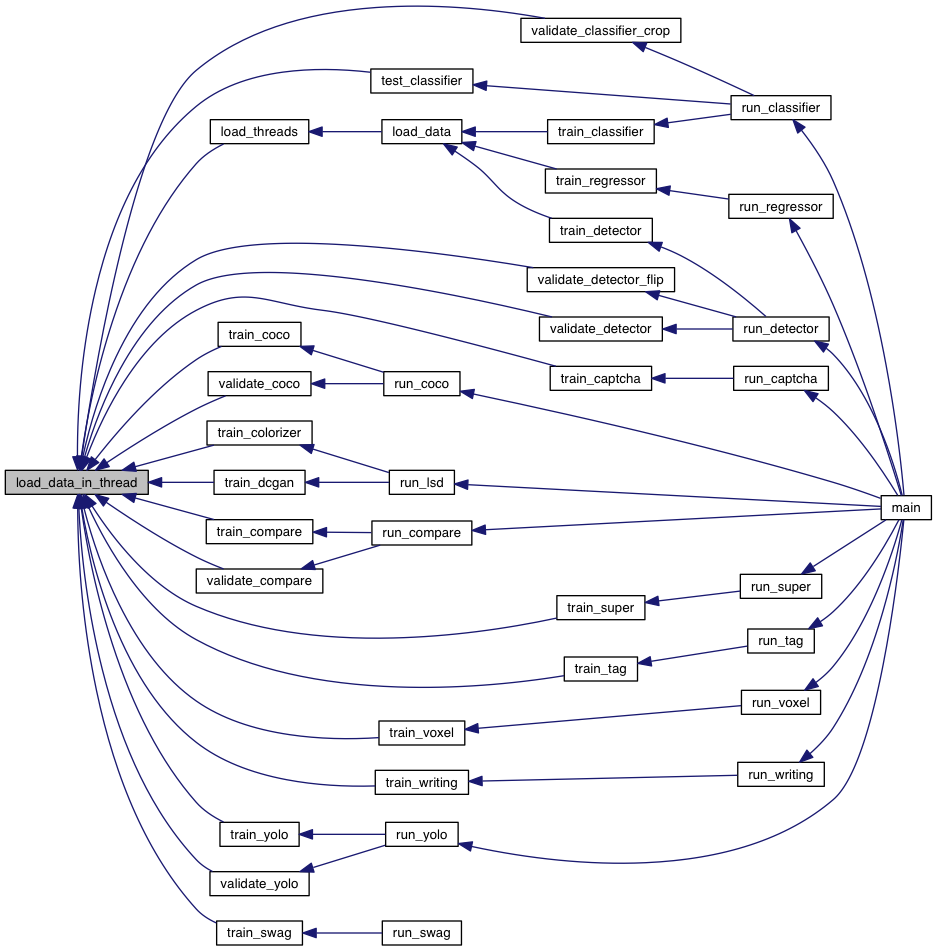 validate_classifier_crop
test_classifier
run_classifier
load_threads
load_data
train_classifier
train_regressor
run_regressor
train_detector
validate_detector_flip
train_coco
validate_detector
run_detector
validate_coco
run_coco
train_captcha
run_captcha
train_colorizer
load_data_in_thread
train_dcgan
run_lsd
main
train_compare
run_compare
validate_compare
run_super
train_super
run_tag
train_tag
run_voxel
train_voxel
run_writing
train_writing
train_yolo
run_yolo
validate_yolo
train_swag
run_swag